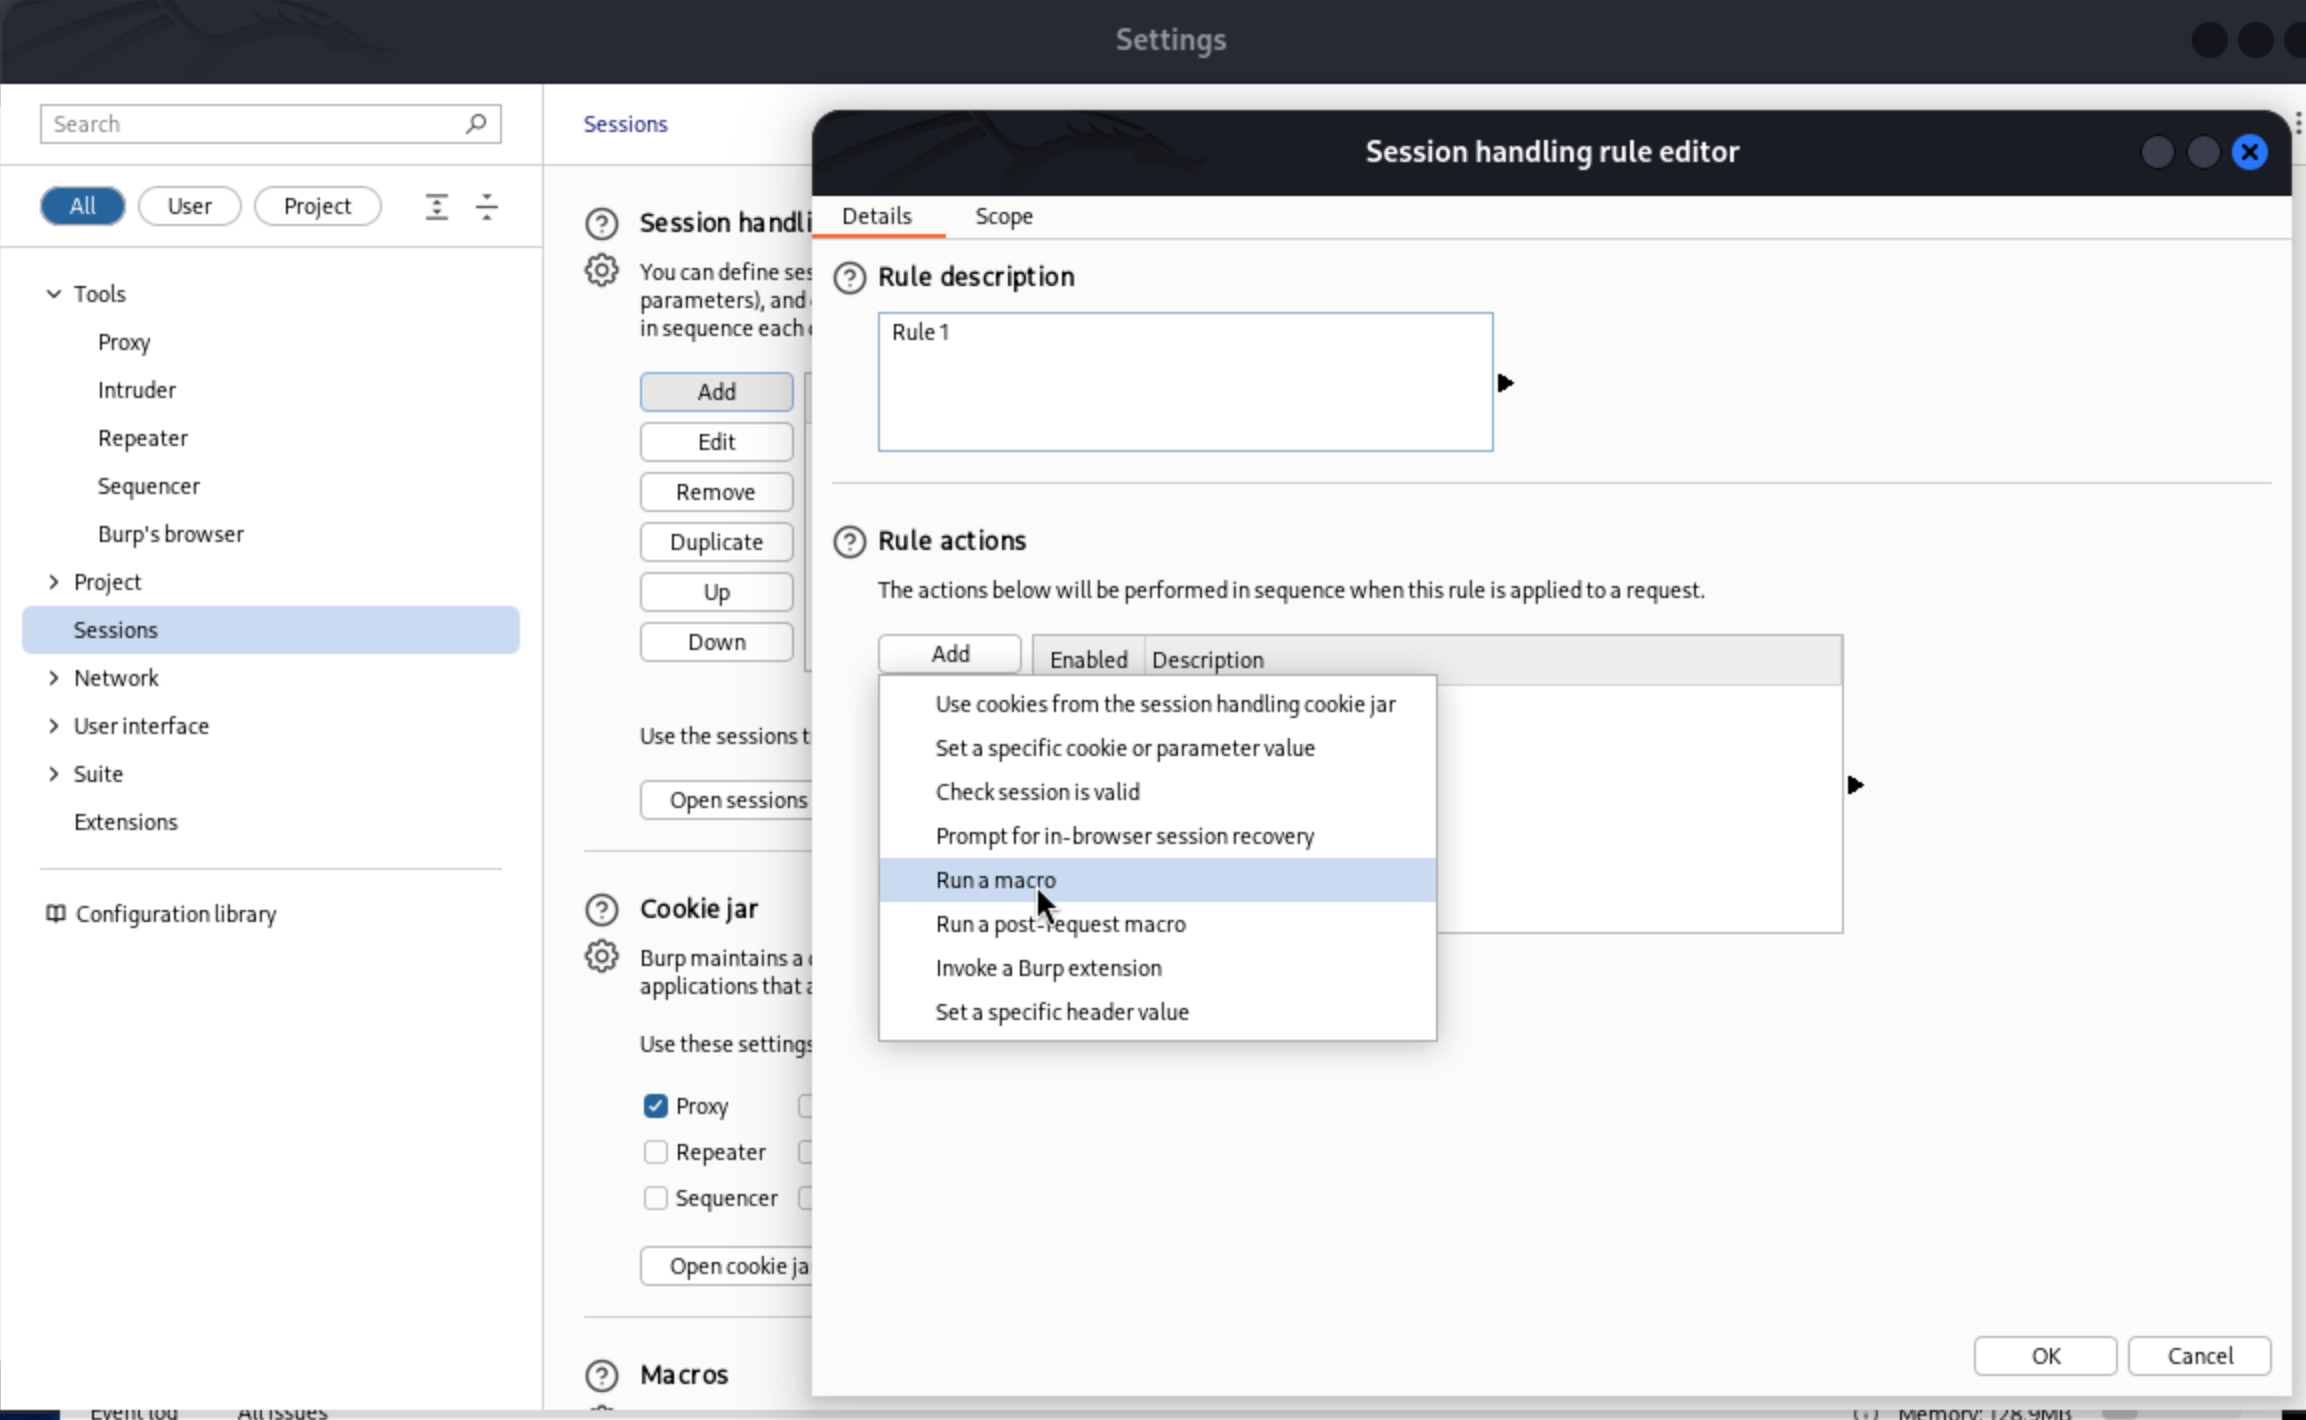 Settings
Search
All
User
Project
Tools
Proxy
Intruder
Repeater
Sequencer
Burp's browser
Project
Sessions
Network
User interface
Suite
Extensions
Configuration library
Sessions
Session handli
You can define ses
parameters), and
in sequence each
Add
Edit
Remove
Duplicate
Up
Down
Use the sessions t
Open sessions
Cookie jar
Burp maintains a
applications that a
Use these settings
Proxy
Repeater
Sequencer
Open cookie ja
Macros
Session handling rule editor
Details
Scope
Rule description
Rule 1
Rule actions
The actions below will be performed in sequence when this rule is applied to a request.
Add
Enabled
Description
Use cookies from the session handling cookie jar
Set a specific cookie or parameter value
Check session is valid
Prompt for in-browser session recovery
Run a macro
Run a post-request macro
Invoke a Burp extension
Set a specific header value
OK
Cancel
Event log
All issues
Memory: 128.9MB